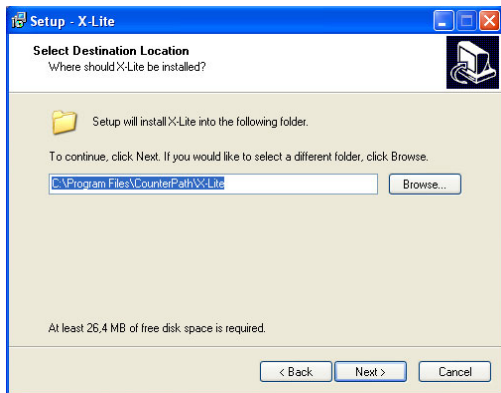 Setup - X-Lite
Select Destination Location
Where should X-Lite be installed?
Setup will install X-Lite into the following folder.
To continue, click Next. If you would like to select a different folder, click Browse.
C:\Program Files\CounterPath\X-Lite
Browse...
At least 26,4 MB of free disk space is required.
< Back
Next >
Cancel